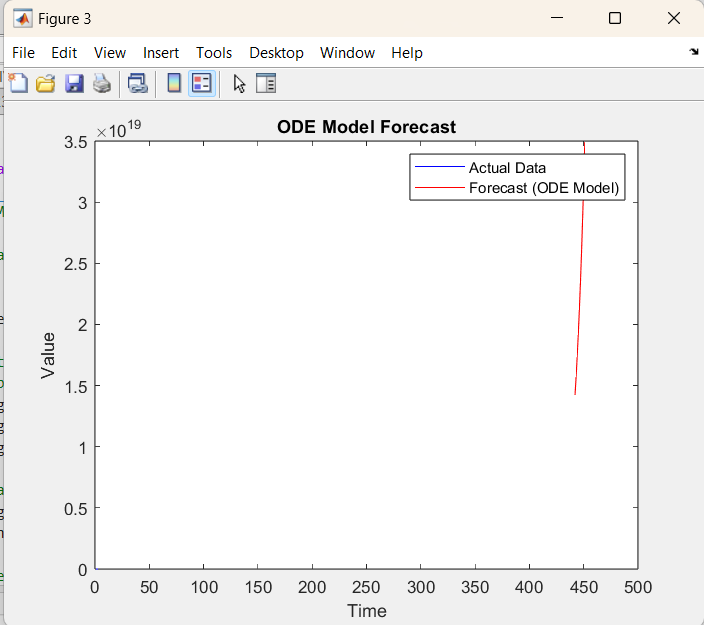 Figure 3
File Edit View Insert Tools Desktop Window Help
×10^19
ODE Model Forecast
3.5
3
2.5
2
1.5
1
0.5
0
Value
Actual Data
Forecast (ODE Model)
0 50 100 150 200 250 300 350 400 450 500
Time